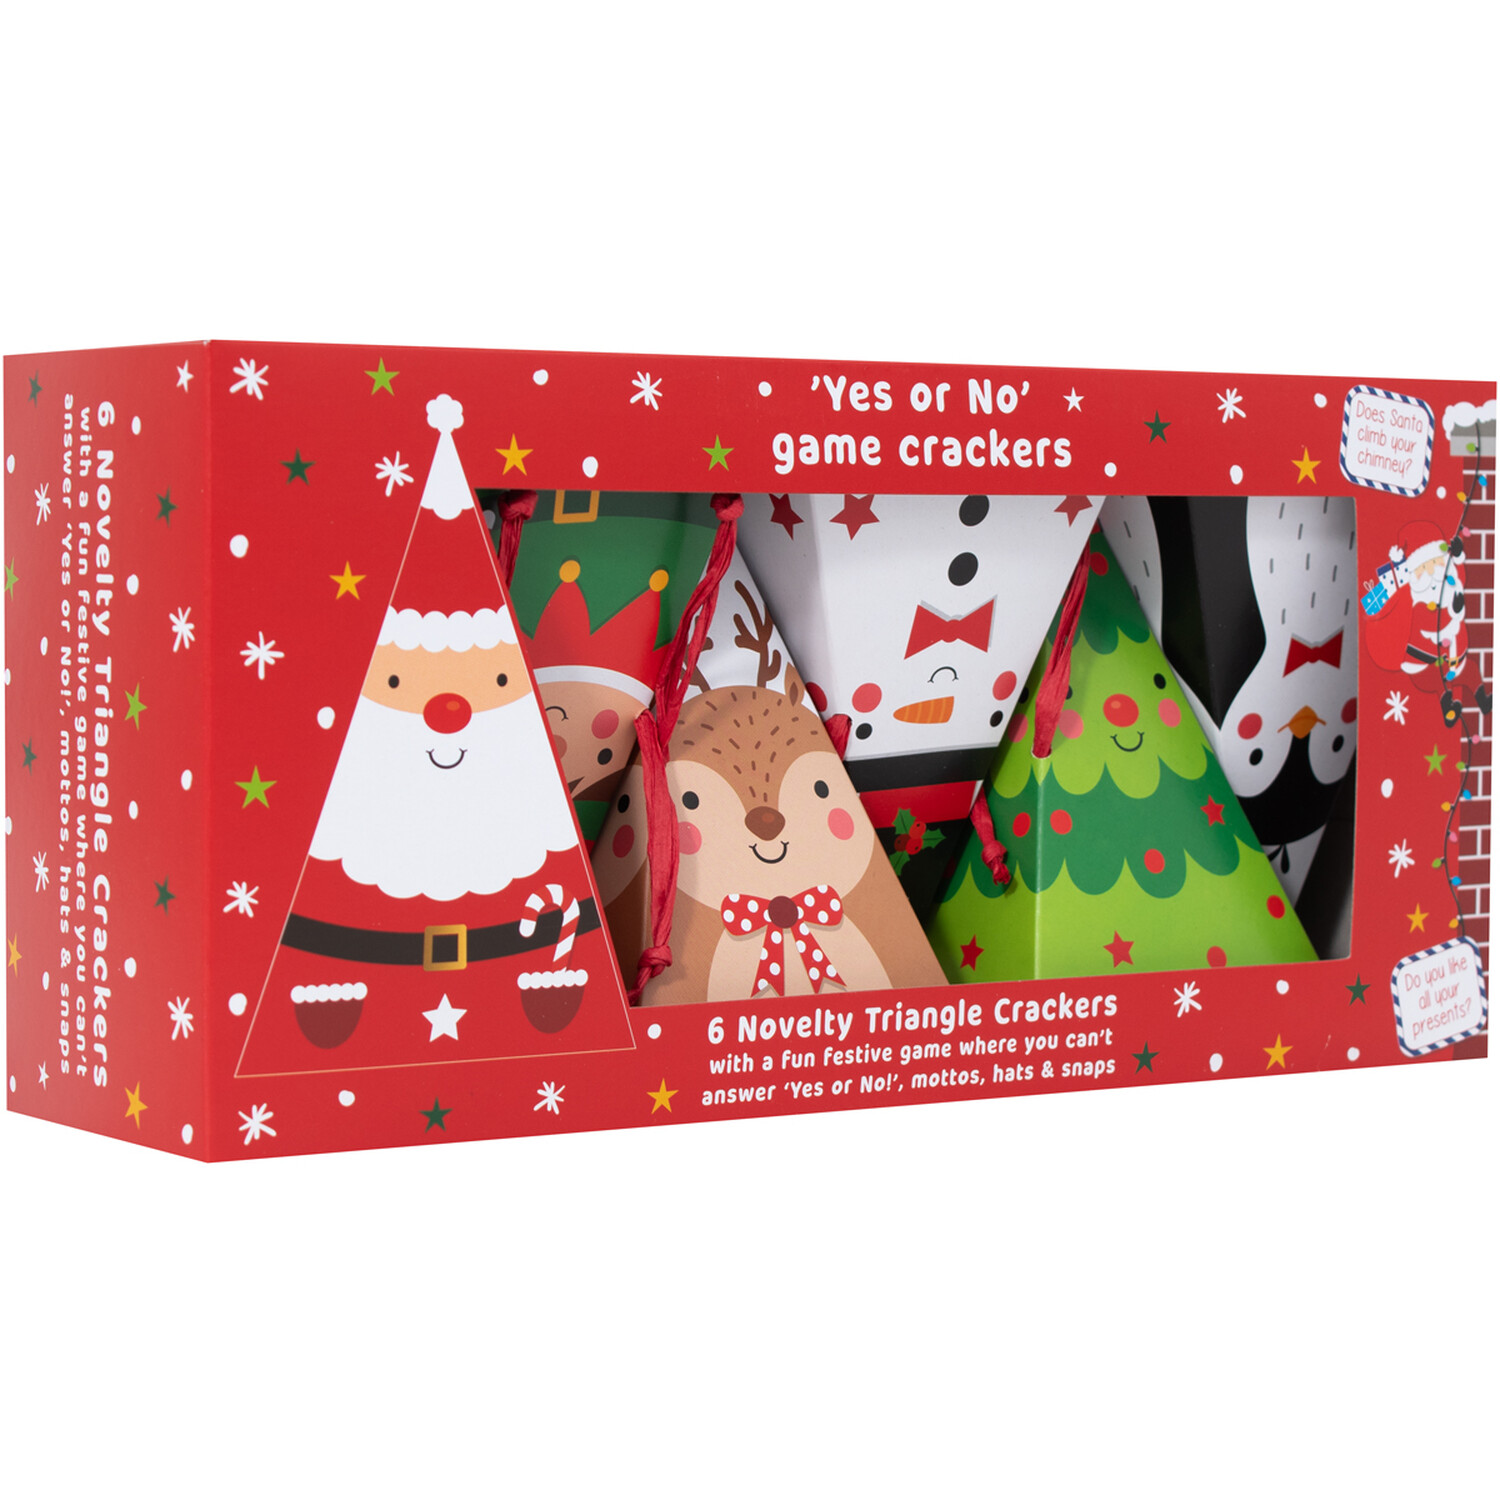 'Yes or No'
game crackers
Does Santa
climb your
chimney?
Do you like
all your
presents?
6 Novelty Triangle Crackers
with a fun festive game where you can't
answer 'Yes or No!', mottos, hats & snaps
6 Novelty Triangle Crackers
with a fun festive game where you can't
answer 'Yes or No!', mottos, hats & snaps